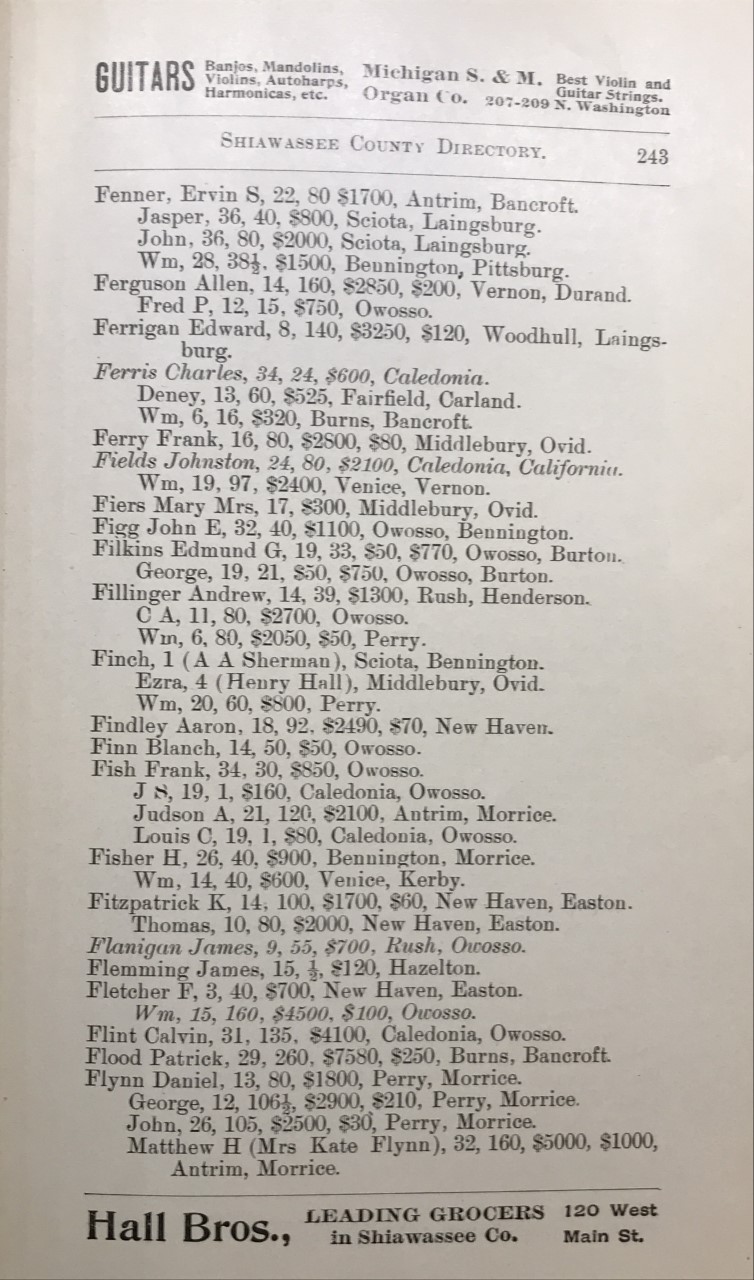 GUITARS Banjos, Mandolins, Violins, Autoharps, Harmonicas, etc. Michigan S. & M. Organ Co. 207-209 N. Washington Best Violin and Guitar Strings.
SHIAWASSEE COUNTY DIRECTORY. 243
Fenner, Ervin S, 22, 80 $1700, Antrim, Bancroft.
Jasper, 36, 40, $800, Sciota, Laingsburg.
John, 36, 80, $2000, Sciota, Laingsburg.
Wm, 28, 38½, $1500, Bennington, Pittsburg.
Ferguson Allen, 14, 160, $2850, $200, Vernon, Durand.
Fred P, 12, 15, $750, Owosso.
Ferrigan Edward, 8, 140, $3250, $120, Woodhull, Laings-
burg.
Ferris Charles, 34, 24, $600, Caledonia.
Deney, 13, 60, $525, Fairfield, Carland.
Wm, 6, 16, $320, Burns, Bancroft.
Ferry Frank, 16, 80, $2800, $80, Middlebury, Ovid.
Fields Johnston, 24, 80, $2100, Caledonia, California.
Wm, 19, 97, $2400, Venice, Vernon.
Fiers Mary Mrs, 17, $300, Middlebury, Ovid.
Figg John E, 32, 40, $1100, Owosso, Bennington.
Filkins Edmund G, 19, 33, $50, $770, Owosso, Burton.
George, 19, 21, $50, $750, Owosso, Burton.
Fillinger Andrew, 14, 39, $1300, Rush, Henderson.
C A, 11, 80, $2700, Owosso.
Wm, 6, 80, $2050, $50, Perry.
Finch, 1 (A A Sherman), Sciota, Bennington.
Ezra, 4 (Henry Hall), Middlebury, Ovid.
Wm, 20, 60, $800, Perry.
Findley Aaron, 18, 92, $2490, $70, New Haven.
Finn Blanch, 14, 50, $50, Owosso.
Fish Frank, 34, 30, $850, Owosso.
J S, 19, 1, $160, Caledonia, Owosso.
Judson A, 21, 120, $2100, Antrim, Morrice.
Louis C, 19, 1, $80, Caledonia, Owosso.
Fisher H, 26, 40, $900, Bennington, Morrice.
Wm, 14, 40, $600, Venice, Kerby.
Fitzpatrick K, 14, 100, $1700, $60, New Haven, Easton.
Thomas, 10, 80, $2000, New Haven, Easton.
Flanigan James, 9, 55, $700, Rush, Owosso.
Flemming James, 15, ½, $120, Hazelton.
Fletcher F, 3, 40, $700, New Haven, Easton.
Wm, 15, 160, $4500, $100, Owosso.
Flint Calvin, 31, 135, $4100, Caledonia, Owosso.
Flood Patrick, 29, 260, $7580, $250, Burns, Bancroft.
Flynn Daniel, 13, 80, $1800, Perry, Morrice.
George, 12, 106½, $2900, $210, Perry, Morrice.
John, 26, 105, $2500, $30, Perry, Morrice.
Matthew H (Mrs Kate Flynn), 32, 160, $5000, $1000,
Antrim, Morrice.
Hall Bros., LEADING GROCERS in Shiawassee Co. 120 West Main St.